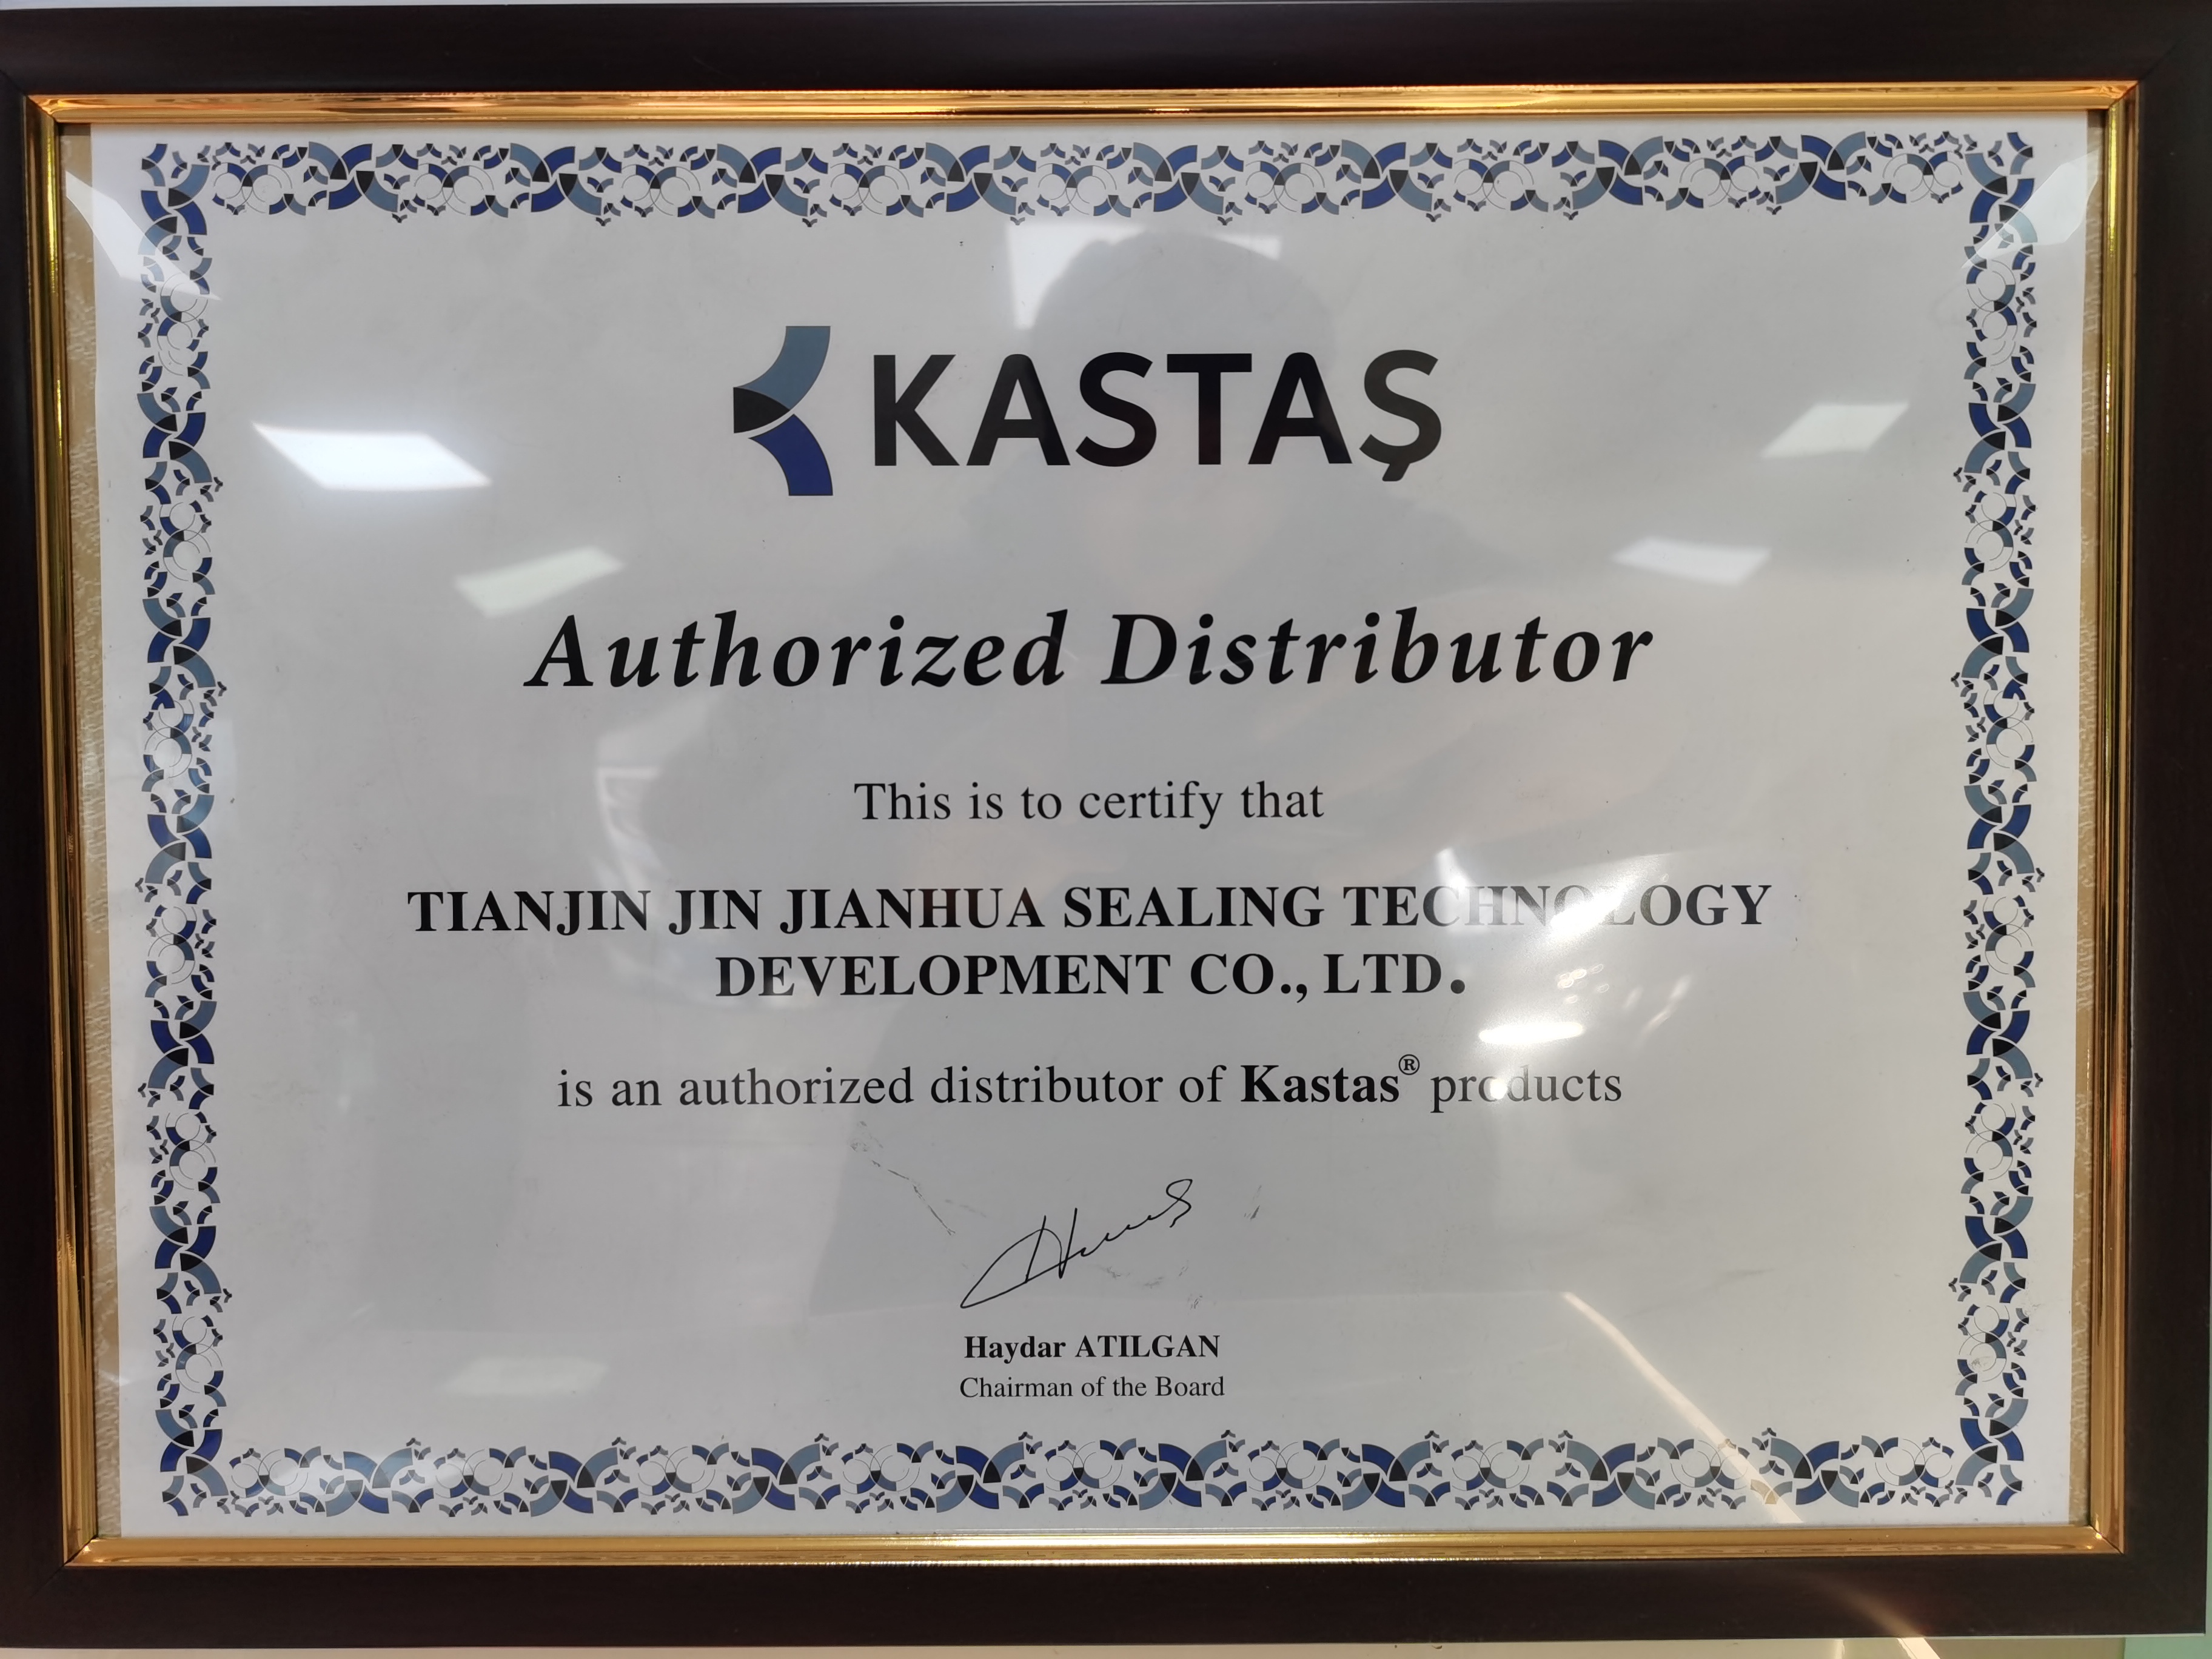 KASTAŞ
Authorized Distributor
This is to certify that
TIANJIN JIN JIANHUA SEALING TECHNOLOGY
DEVELOPMENT CO., LTD.
is an authorized distributor of Kastas® products
Haydar ATILGAN
Chairman of the Board